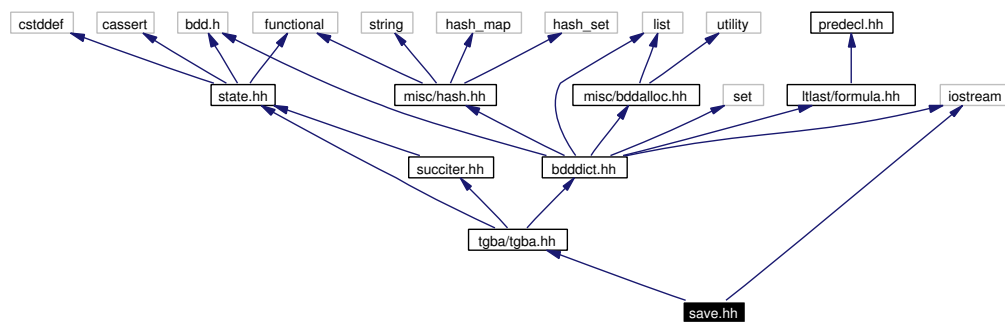 cstddef
cassert
bdd.h
functional
string
hash_map
hash_set
list
utility
predecl.hh
state.hh
misc/hash.hh
misc/bddalloc.hh
set
ltlast/formula.hh
iostream
succiter.hh
bdddict.hh
tgba/tgba.hh
save.hh